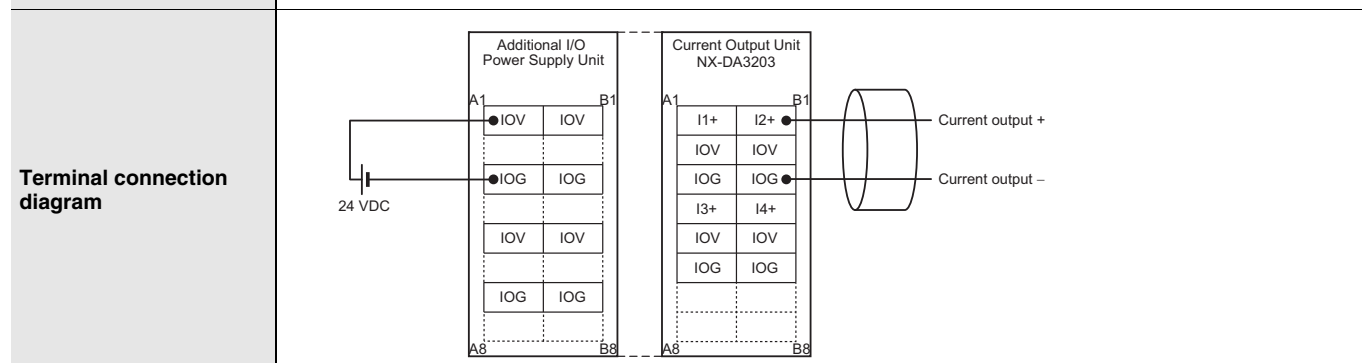 Terminal connection
diagram
24 VDC
Additional I/O
Power Supply Unit
A1 B1
IOV IOV
IOG IOG
IOV IOV
IOG IOG
A8 B8
Current Output Unit
NX-DA3203
A1 B1
I1+ I2+
IOV IOV
IOG IOG
I3+ I4+
IOV IOV
IOG IOG
A8 B8
Current output +
Current output –